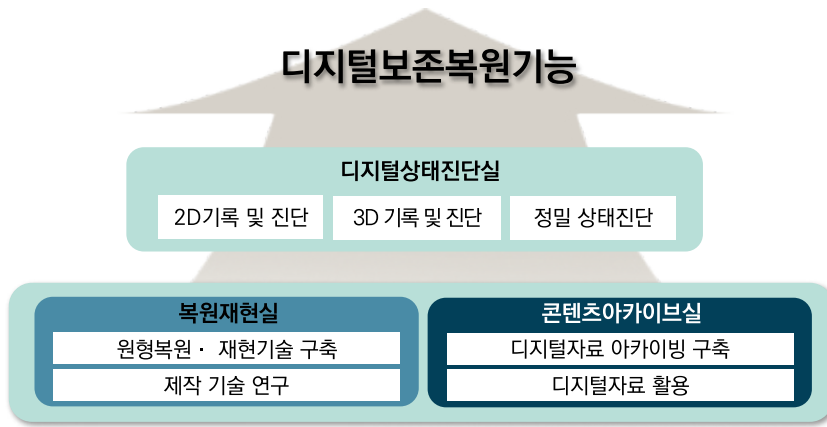 디지털보존복원기능
디지털상태진단실
2D기록 및 진단
3D 기록 및 진단
정밀 상태진단
복원재현실
원형복원 · 재현기술 구축
제작 기술 연구
콘텐츠아카이브실
디지털자료 아카이빙 구축
디지털자료 활용